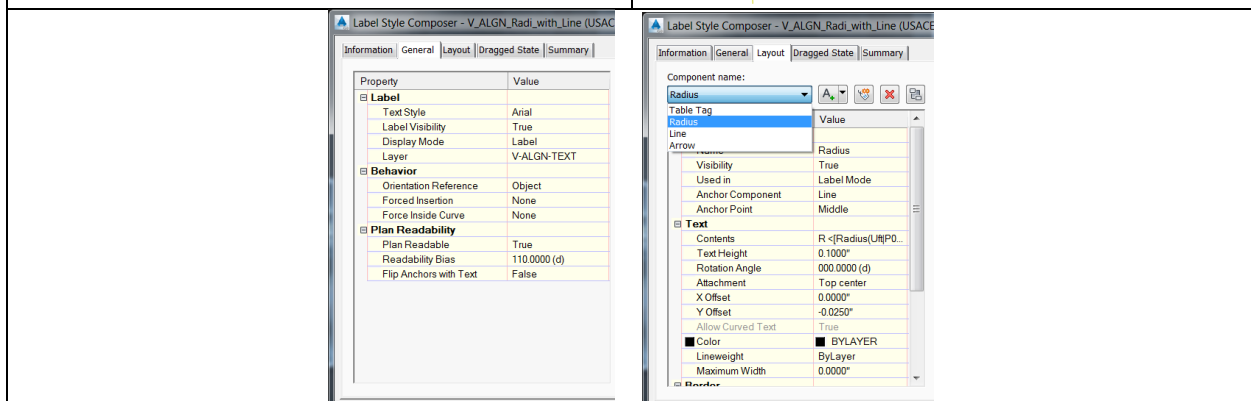 Label Style Composer - V_ALGN_Radi_with_Line (USAC
Information General Layout Dragged State Summary
Property Value
Label
Text Style Arial
Label Visibility True
Display Mode Label
Layer V-ALGN-TEXT
Behavior
Orientation Reference Object
Forced Insertion None
Force Inside Curve None
Plan Readability
Plan Readable True
Readability Bias 110.0000 (d)
Flip Anchors with Text False
Label Style Composer - V_ALGN_Radi_with_Line (USACE
Information General Layout Dragged State Summary
Component name:
Radius
Table Tag
Radius
Line
Arrow
Value
Name Radius
Visibility True
Used in Label Mode
Anchor Component Line
Anchor Point Middle
Text
Contents R <[Radius(Uft|P0...
Text Height 0.1000"
Rotation Angle 000.0000 (d)
Attachment Top center
X Offset 0.0000"
Y Offset -0.0250"
Allow Curved Text True
Color BYLAYER
Lineweight ByLayer
Maximum Width 0.0000"
Border